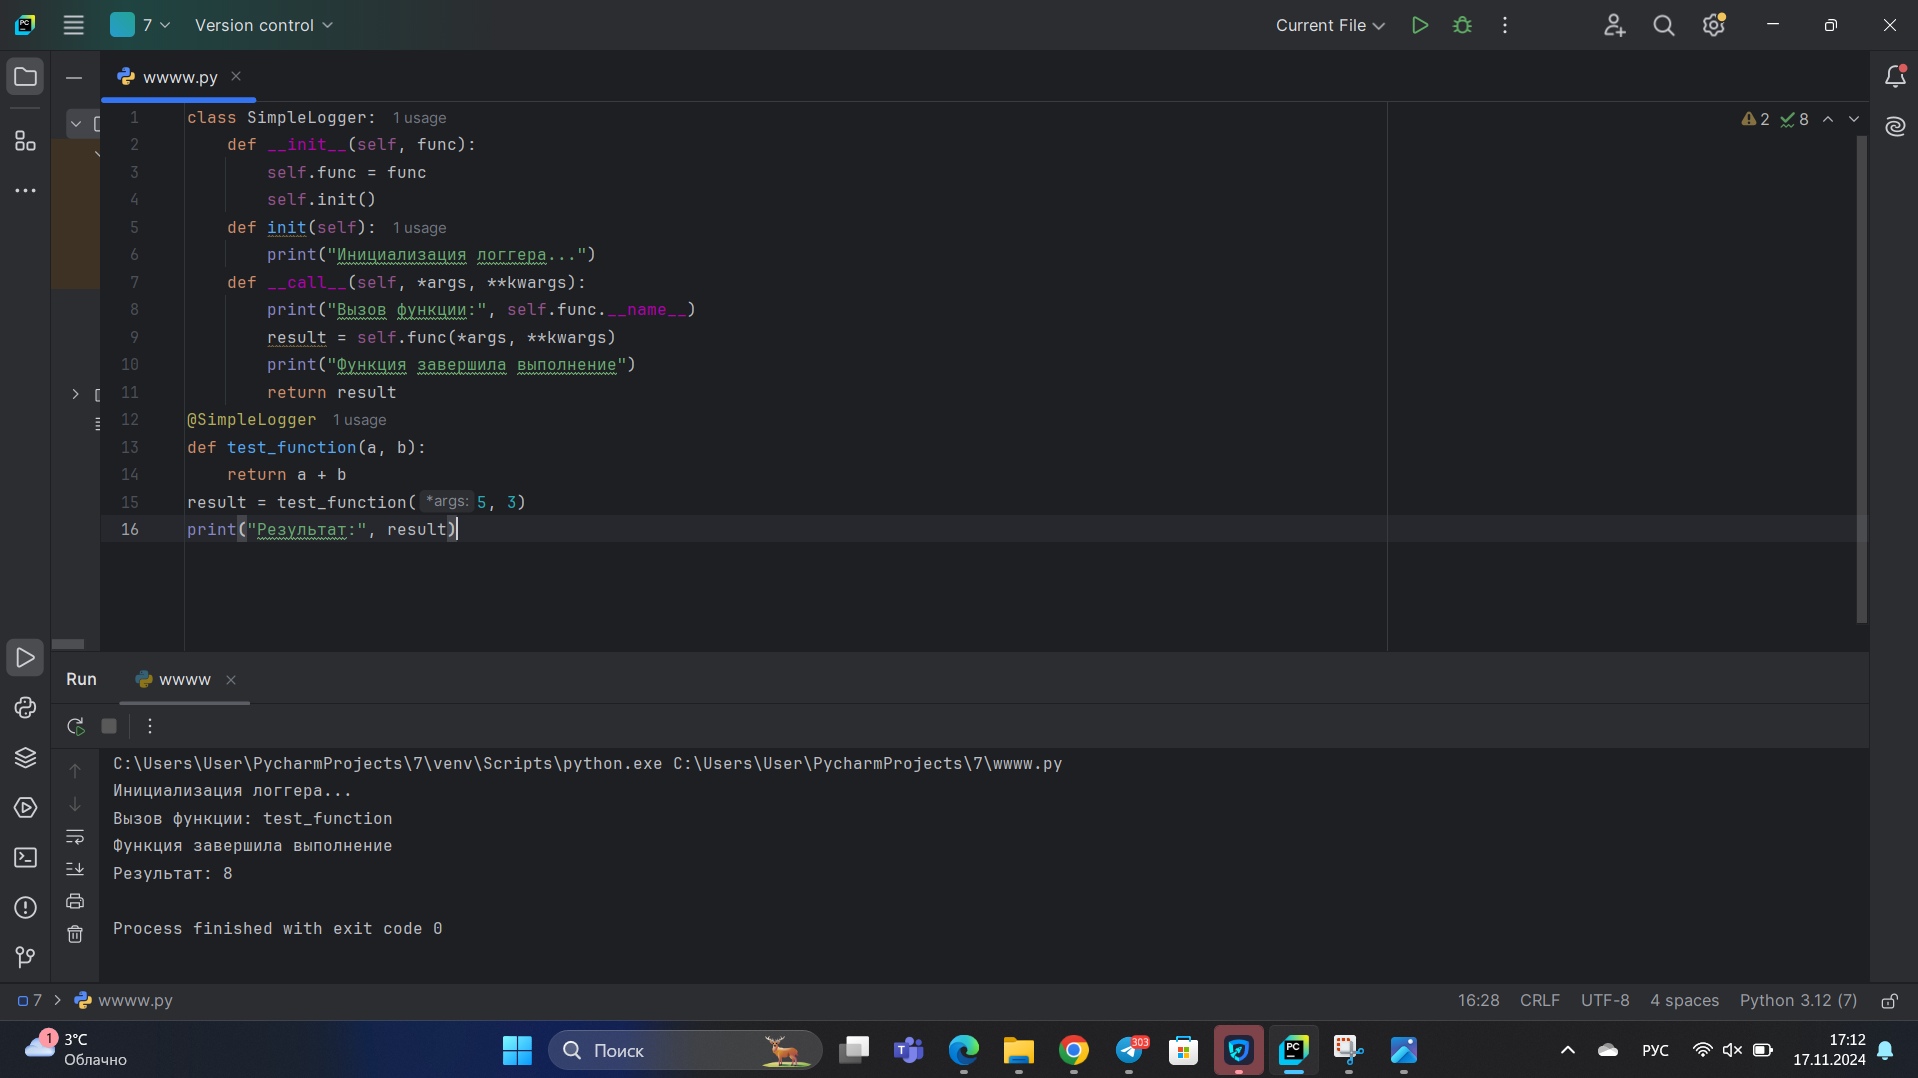 PC
7
Version control
Current File
wwww.py
2
8
1
class SimpleLogger:
1 usage
2
def __init__(self, func):
3
self.func = func
4
self.init()
5
def init(self):
1 usage
6
print("Инициализация логгера...")
7
def __call__(self, *args, **kwargs):
8
print("Вызов функции:", self.func.__name__)
9
result = self.func(*args, **kwargs)
10
print("Функция завершила выполнение")
11
return result
12
@SimpleLogger
1 usage
13
def test_function(a, b):
14
return a + b
15
result = test_function( *args: 5, 3)
16
print("Результат:", result)
Run
wwww
C:\Users\User\PycharmProjects\7\venv\Scripts\python.exe C:\Users\User\PycharmProjects\7\wwww.py
Инициализация логгера...
Вызов функции: test_function
Функция завершила выполнение
Результат: 8
Process finished with exit code 0
7
wwww.py
16:28
CRLF
UTF-8
4 spaces
Python 3.12 (7)
1
3°C
Облачно
Поиск
303
PC
РУС
17:12
17.11.2024